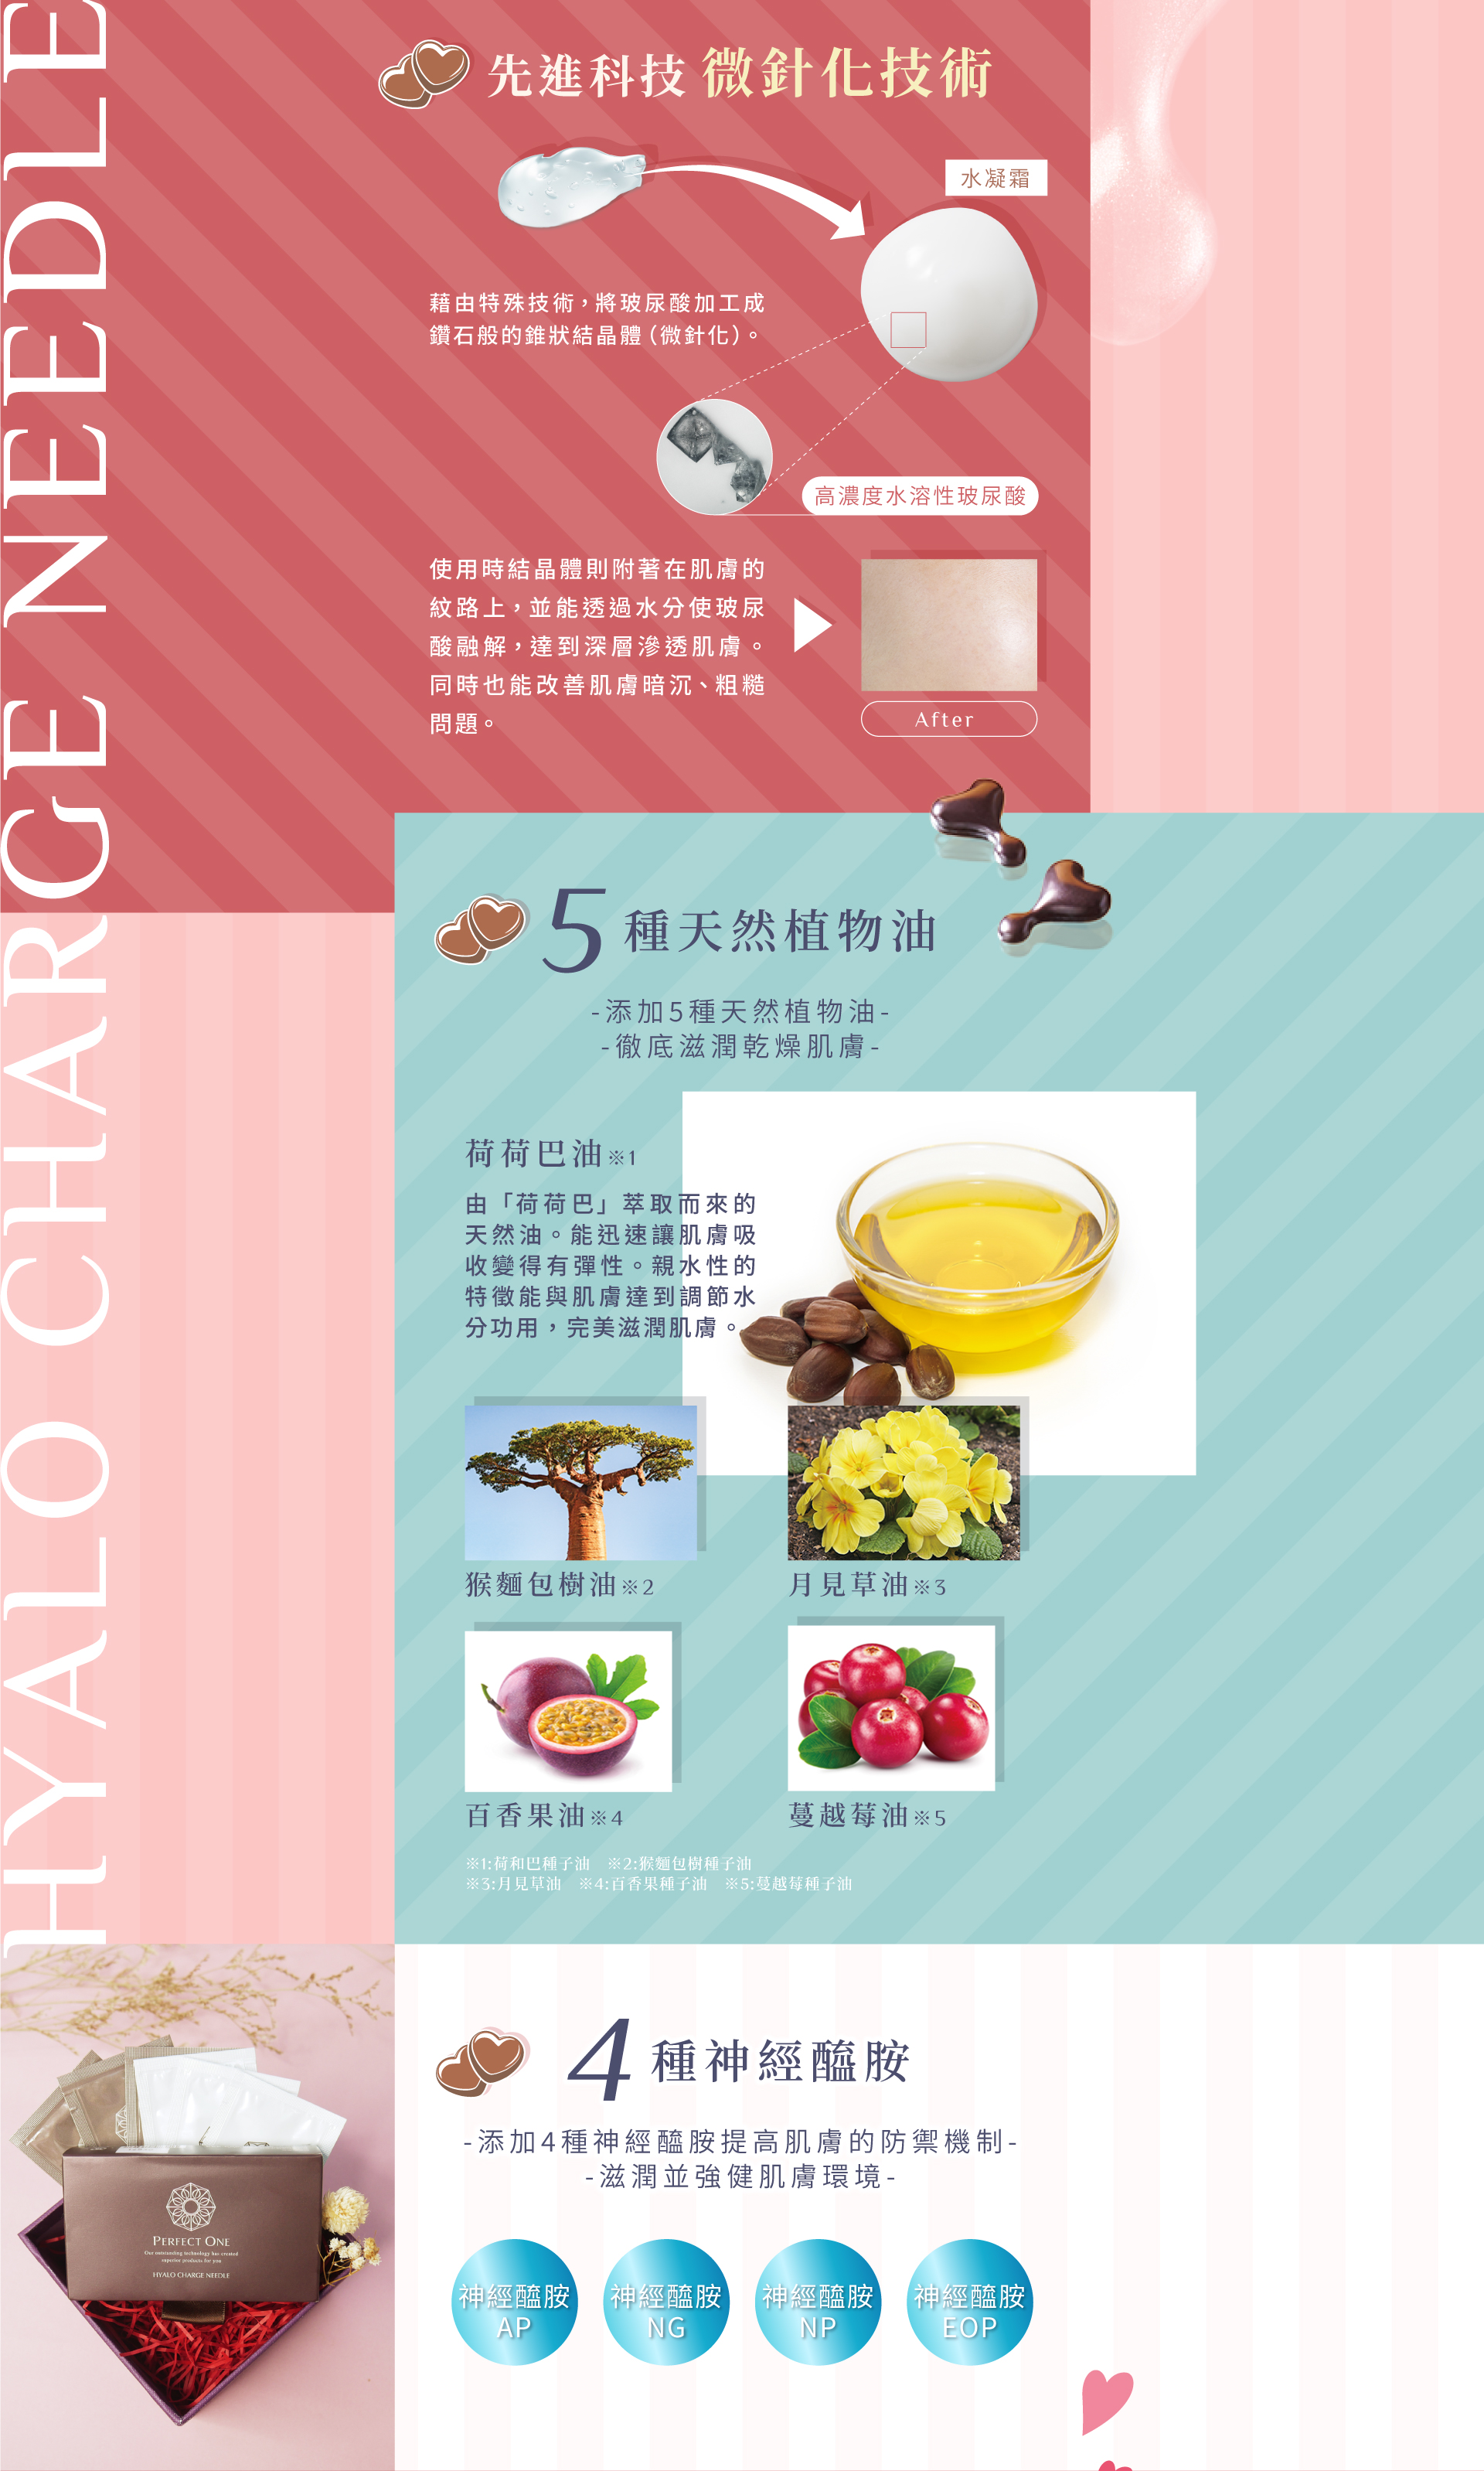 HYALO CHARGE NEEDLE
先進科技 微針化技術
水凝霜
藉由特殊技術，將玻尿酸加工成
鑽石般的錐狀結晶體（微針化）。
高濃度水溶性玻尿酸
使用時結晶體則附著在肌膚的
紋路上，並能透過水分使玻尿
酸融解，達到深層滲透肌膚。
同時也能改善肌膚暗沉、粗糙
問題。
After
5種天然植物油
-添加5種天然植物油-
-徹底滋潤乾燥肌膚-
荷荷巴油※1
由「荷荷巴」萃取而來的
天然油。能迅速讓肌膚吸
收變得有彈性。親水性的
特徵能與肌膚達到調節水
分功用，完美滋潤肌膚。
猴麵包樹油※2
月見草油※3
百香果油※4
蔓越莓油※5
※1:荷和巴種子油 ※2:猴麵包樹種子油
※3:月見草油 ※4:百香果種子油 ※5:蔓越莓種子油
4種神經醯胺
-添加4種神經醯胺提高肌膚的防禦機制-
-滋潤並強健肌膚環境-
神經醯胺
AP
神經醯胺
NG
神經醯胺
NP
神經醯胺
EOP
PERFECT ONE
Our outstanding technology has created
superior products for you
HYALO CHARGE NEEDLE